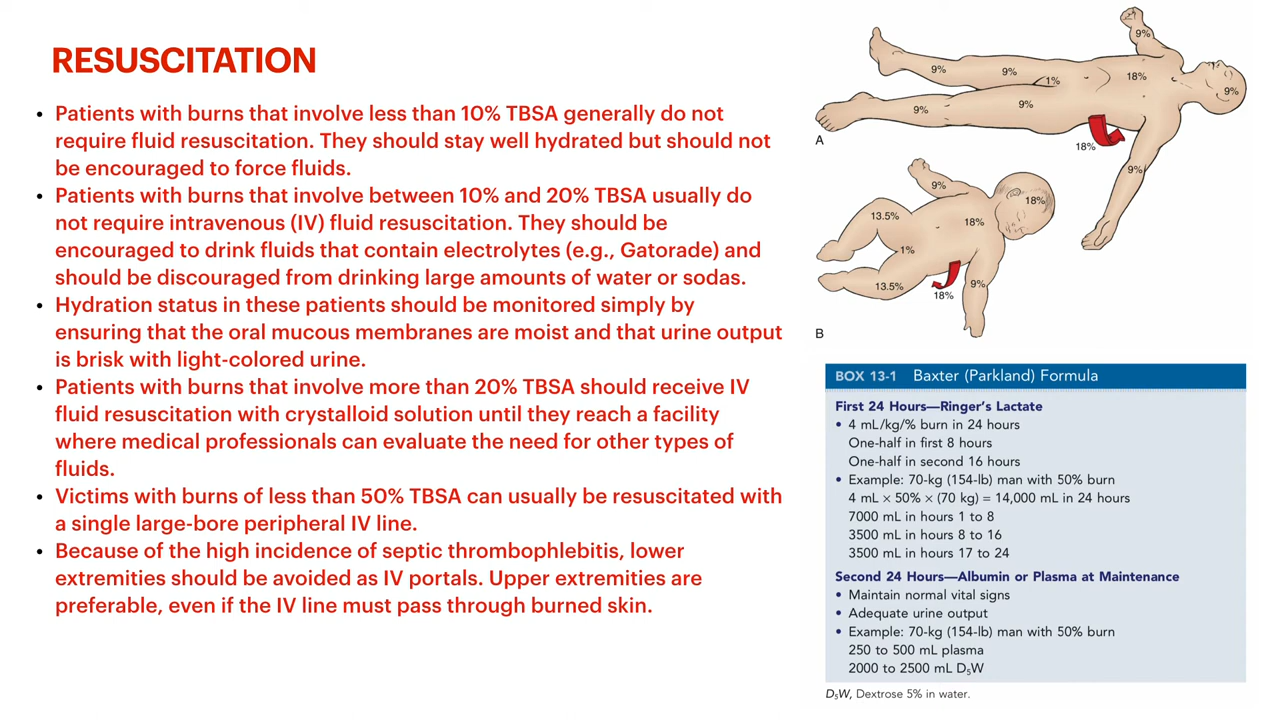 RESUSCITATION
• Patients with burns that involve less than 10% TBSA generally do not
require fluid resuscitation. They should stay well hydrated but should not
be encouraged to force fluids.
• Patients with burns that involve between 10% and 20% TBSA usually do
not require intravenous (IV) fluid resuscitation. They should be
encouraged to drink fluids that contain electrolytes (e.g., Gatorade) and
should be discouraged from drinking large amounts of water or sodas.
• Hydration status in these patients should be monitored simply by
ensuring that the oral mucous membranes are moist and that urine output
is brisk with light-colored urine.
• Patients with burns that involve more than 20% TBSA should receive IV
fluid resuscitation with crystalloid solution until they reach a facility
where medical professionals can evaluate the need for other types of
fluids.
• Victims with burns of less than 50% TBSA can usually be resuscitated with
a single large-bore peripheral IV line.
• Because of the high incidence of septic thrombophlebitis, lower
extremities should be avoided as IV portals. Upper extremities are
preferable, even if the IV line must pass through burned skin.
9%
9%
9%
1%
18%
9%
9%
9%
18%
9%
A
9%
18%
13.5%
18%
1%
13.5%
9%
18%
B
BOX 13-1 Baxter (Parkland) Formula
First 24 Hours—Ringer's Lactate
• 4 mL/kg/% burn in 24 hours
One-half in first 8 hours
One-half in second 16 hours
• Example: 70-kg (154-lb) man with 50% burn
4 mL × 50% × (70 kg) = 14,000 mL in 24 hours
7000 mL in hours 1 to 8
3500 mL in hours 8 to 16
3500 mL in hours 17 to 24
Second 24 Hours—Albumin or Plasma at Maintenance
• Maintain normal vital signs
• Adequate urine output
• Example: 70-kg (154-lb) man with 50% burn
250 to 500 mL plasma
2000 to 2500 mL D₅W
D₅W, Dextrose 5% in water.